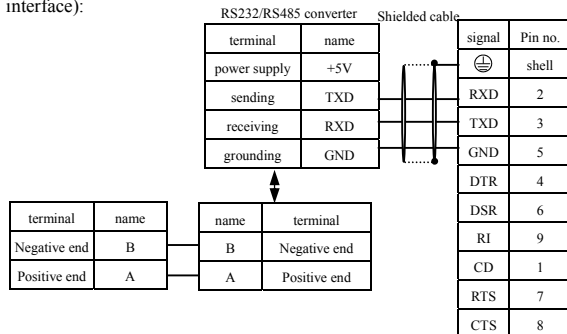 interface):
RS232/RS485 converter Shielded cable
terminal name
power supply +5V
sending TXD
receiving RXD
grounding GND
signal Pin no.
shell
RXD 2
TXD 3
GND 5
DTR 4
DSR 6
RI 9
CD 1
RTS 7
CTS 8
terminal name
Negative end B
Positive end A
name terminal
B Negative end
A Positive end